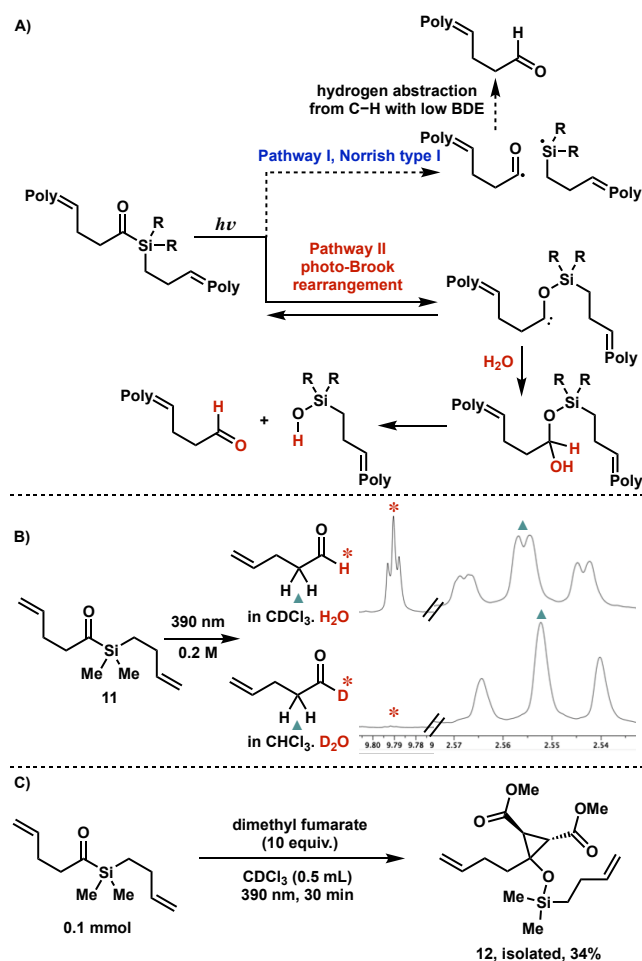 A)
Poly
H
O
hydrogen abstraction
from C−H with low BDE
Pathway I, Norrish type I
Poly
O
•
•
Si
R
R
Poly
Poly
O
Si
R
R
Poly
hν
Pathway II
photo-Brook
rearrangement
Poly
O
Si
R
R
:
Poly
H₂O
Poly
H
O
+
R
R
Si
O
H
Poly
Poly
R
R
Si
O
H
OH
Poly
B)
O
*
H
H
H
▲
in CDCl₃. H₂O
O
Si
Me
Me
11
390 nm
0.2 M
O
*
D
H
H
▲
in CHCl₃. D₂O
*
▲
*
▲
9.80
9.79
9.78
9
2.57
2.56
2.55
2.54
C)
O
Si
Me
Me
0.1 mmol
dimethyl fumarate
(10 equiv.)
CDCl₃ (0.5 mL)
390 nm, 30 min
OMe
O
OMe
O
O
Me
Si
Me
12, isolated, 34%